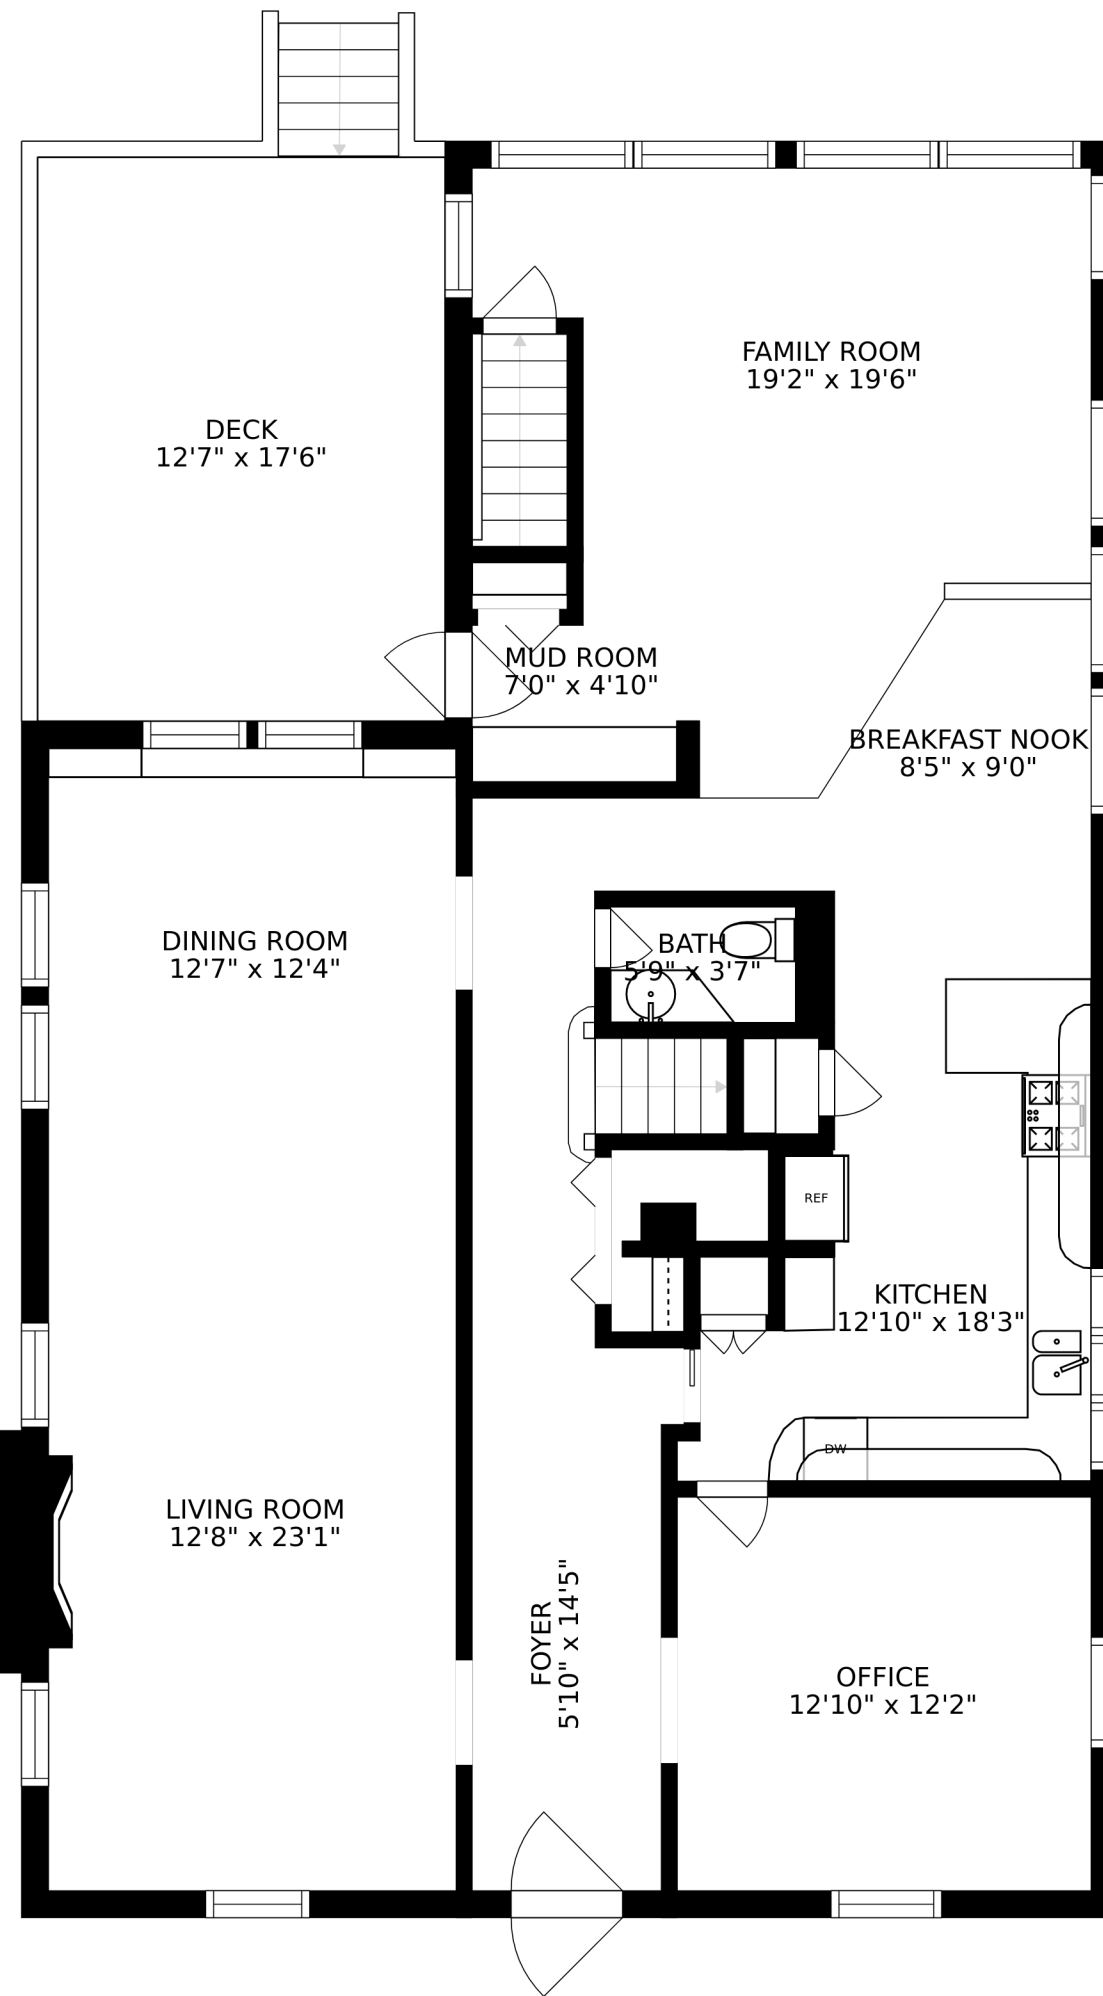 FAMILY ROOM
19'2" x 19'6"
DECK
12'7" x 17'6"
MUD ROOM
7'0" x 4'10"
BREAKFAST NOOK
8'5" x 9'0"
DINING ROOM
12'7" x 12'4"
BATH
5'9" x 3'7"
REF
KITCHEN
12'10" x 18'3"
DW
LIVING ROOM
12'8" x 23'1"
FOYER
5'10" x 14'5"
OFFICE
12'10" x 12'2"